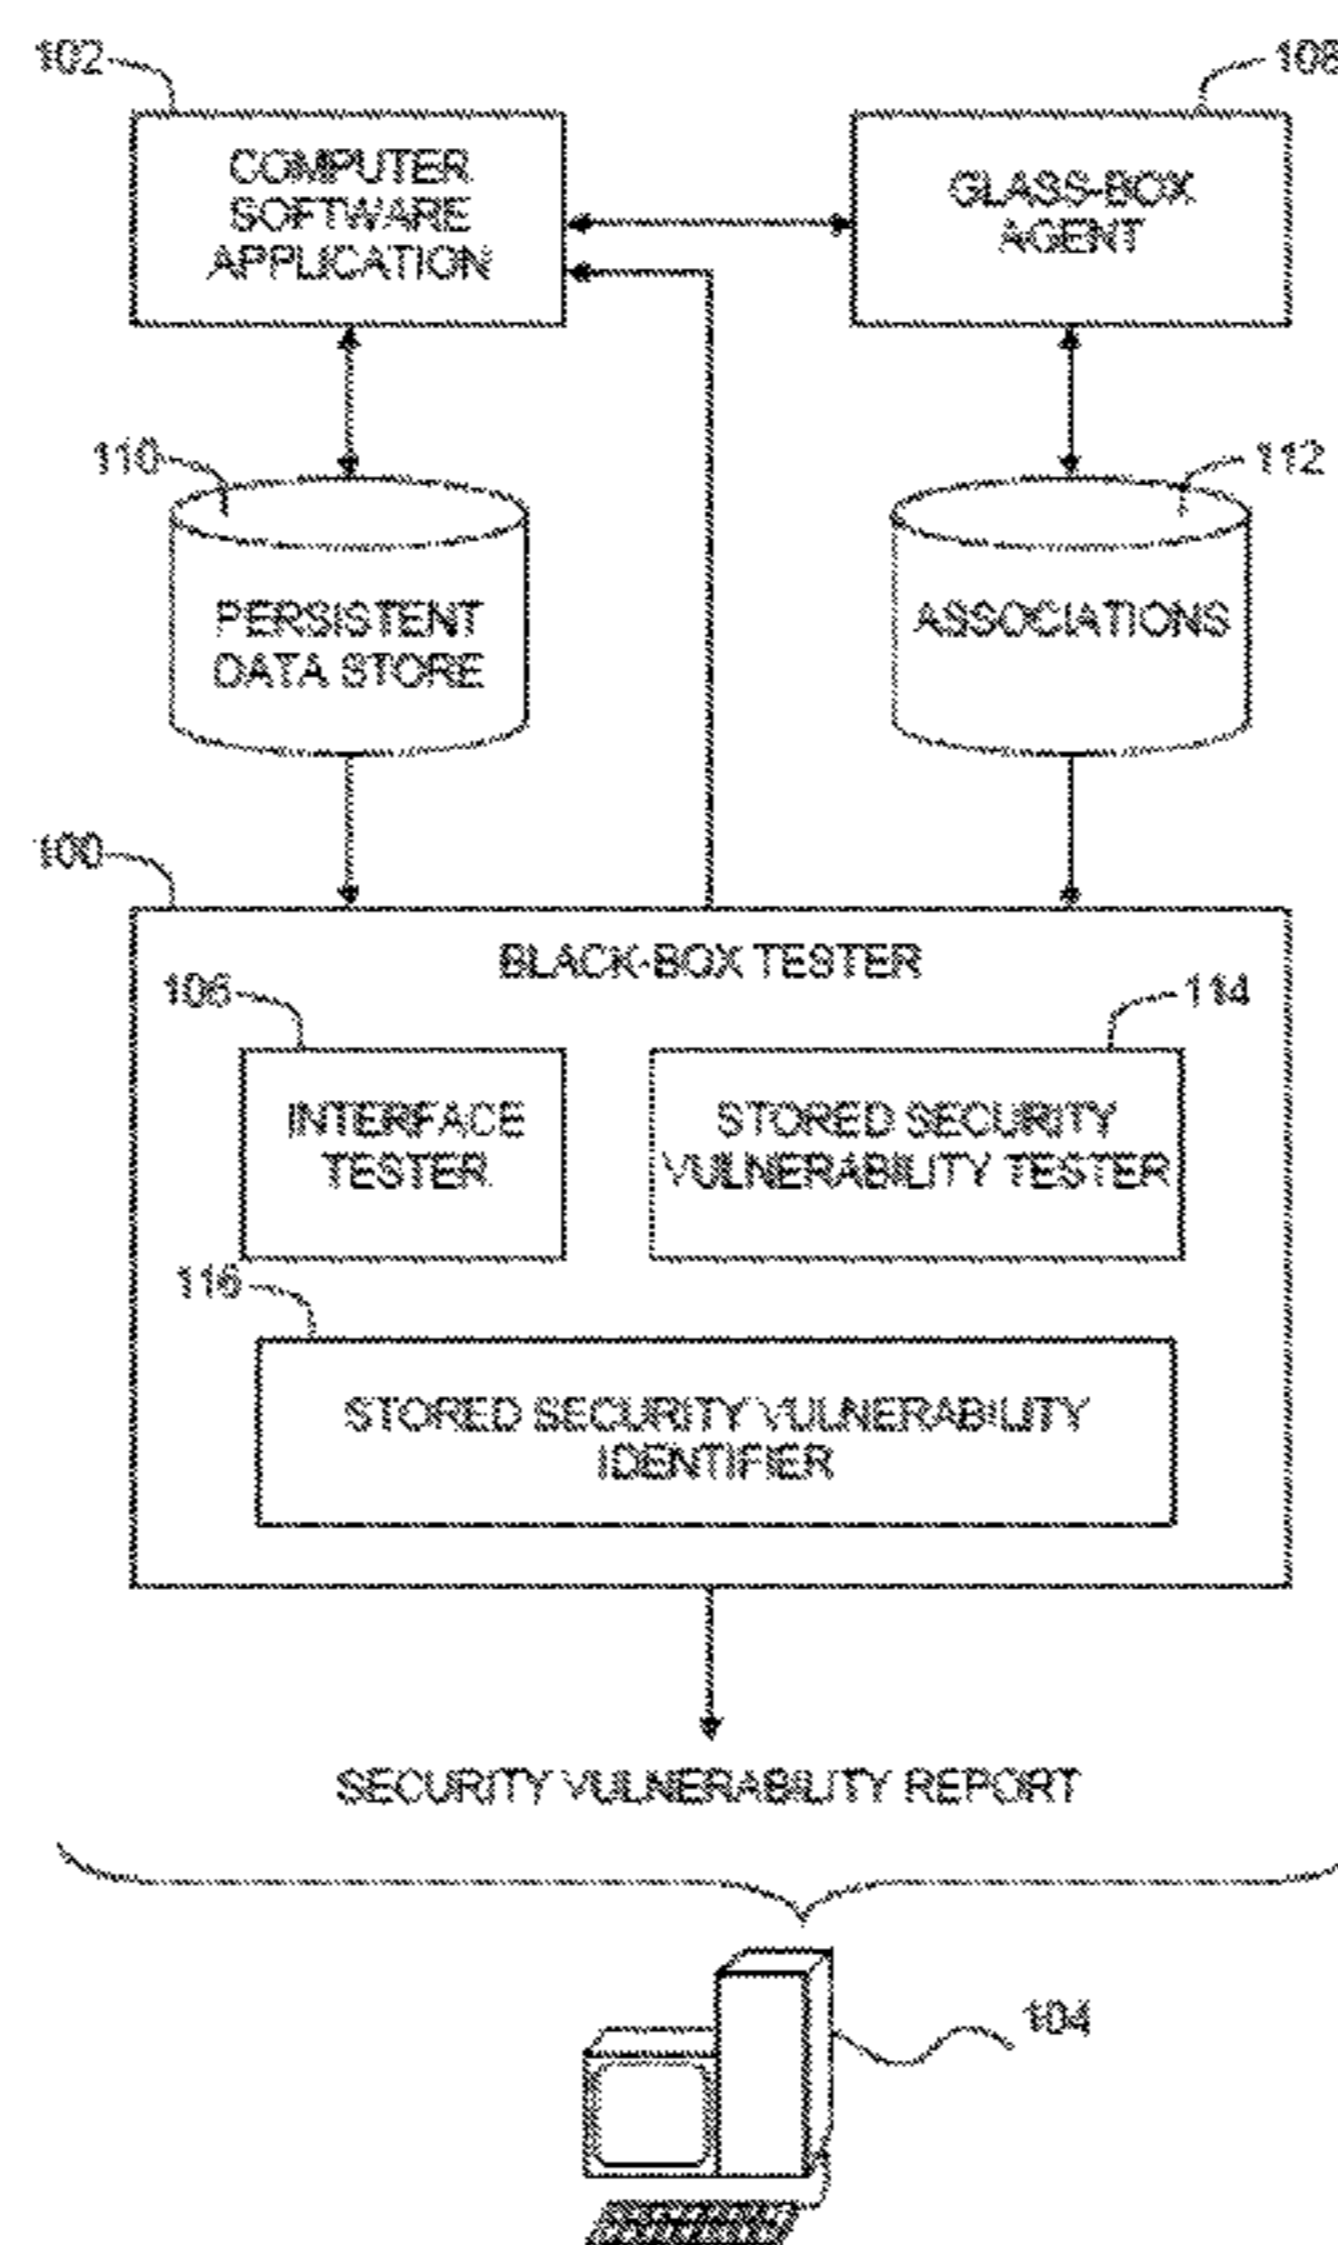 102
108
COMPUTER
SOFTWARE
APPLICATION
GLASS-BOX
AGENT
110
112
PERSISTENT
DATA STORE
ASSOCIATIONS
100
BLACK-BOX TESTER
106
114
INTERFACE
TESTER
STORED SECURITY
VULNERABILITY TESTER
116
STORED SECURITY VULNERABILITY
IDENTIFIER
SECURITY VULNERABILITY REPORT
104